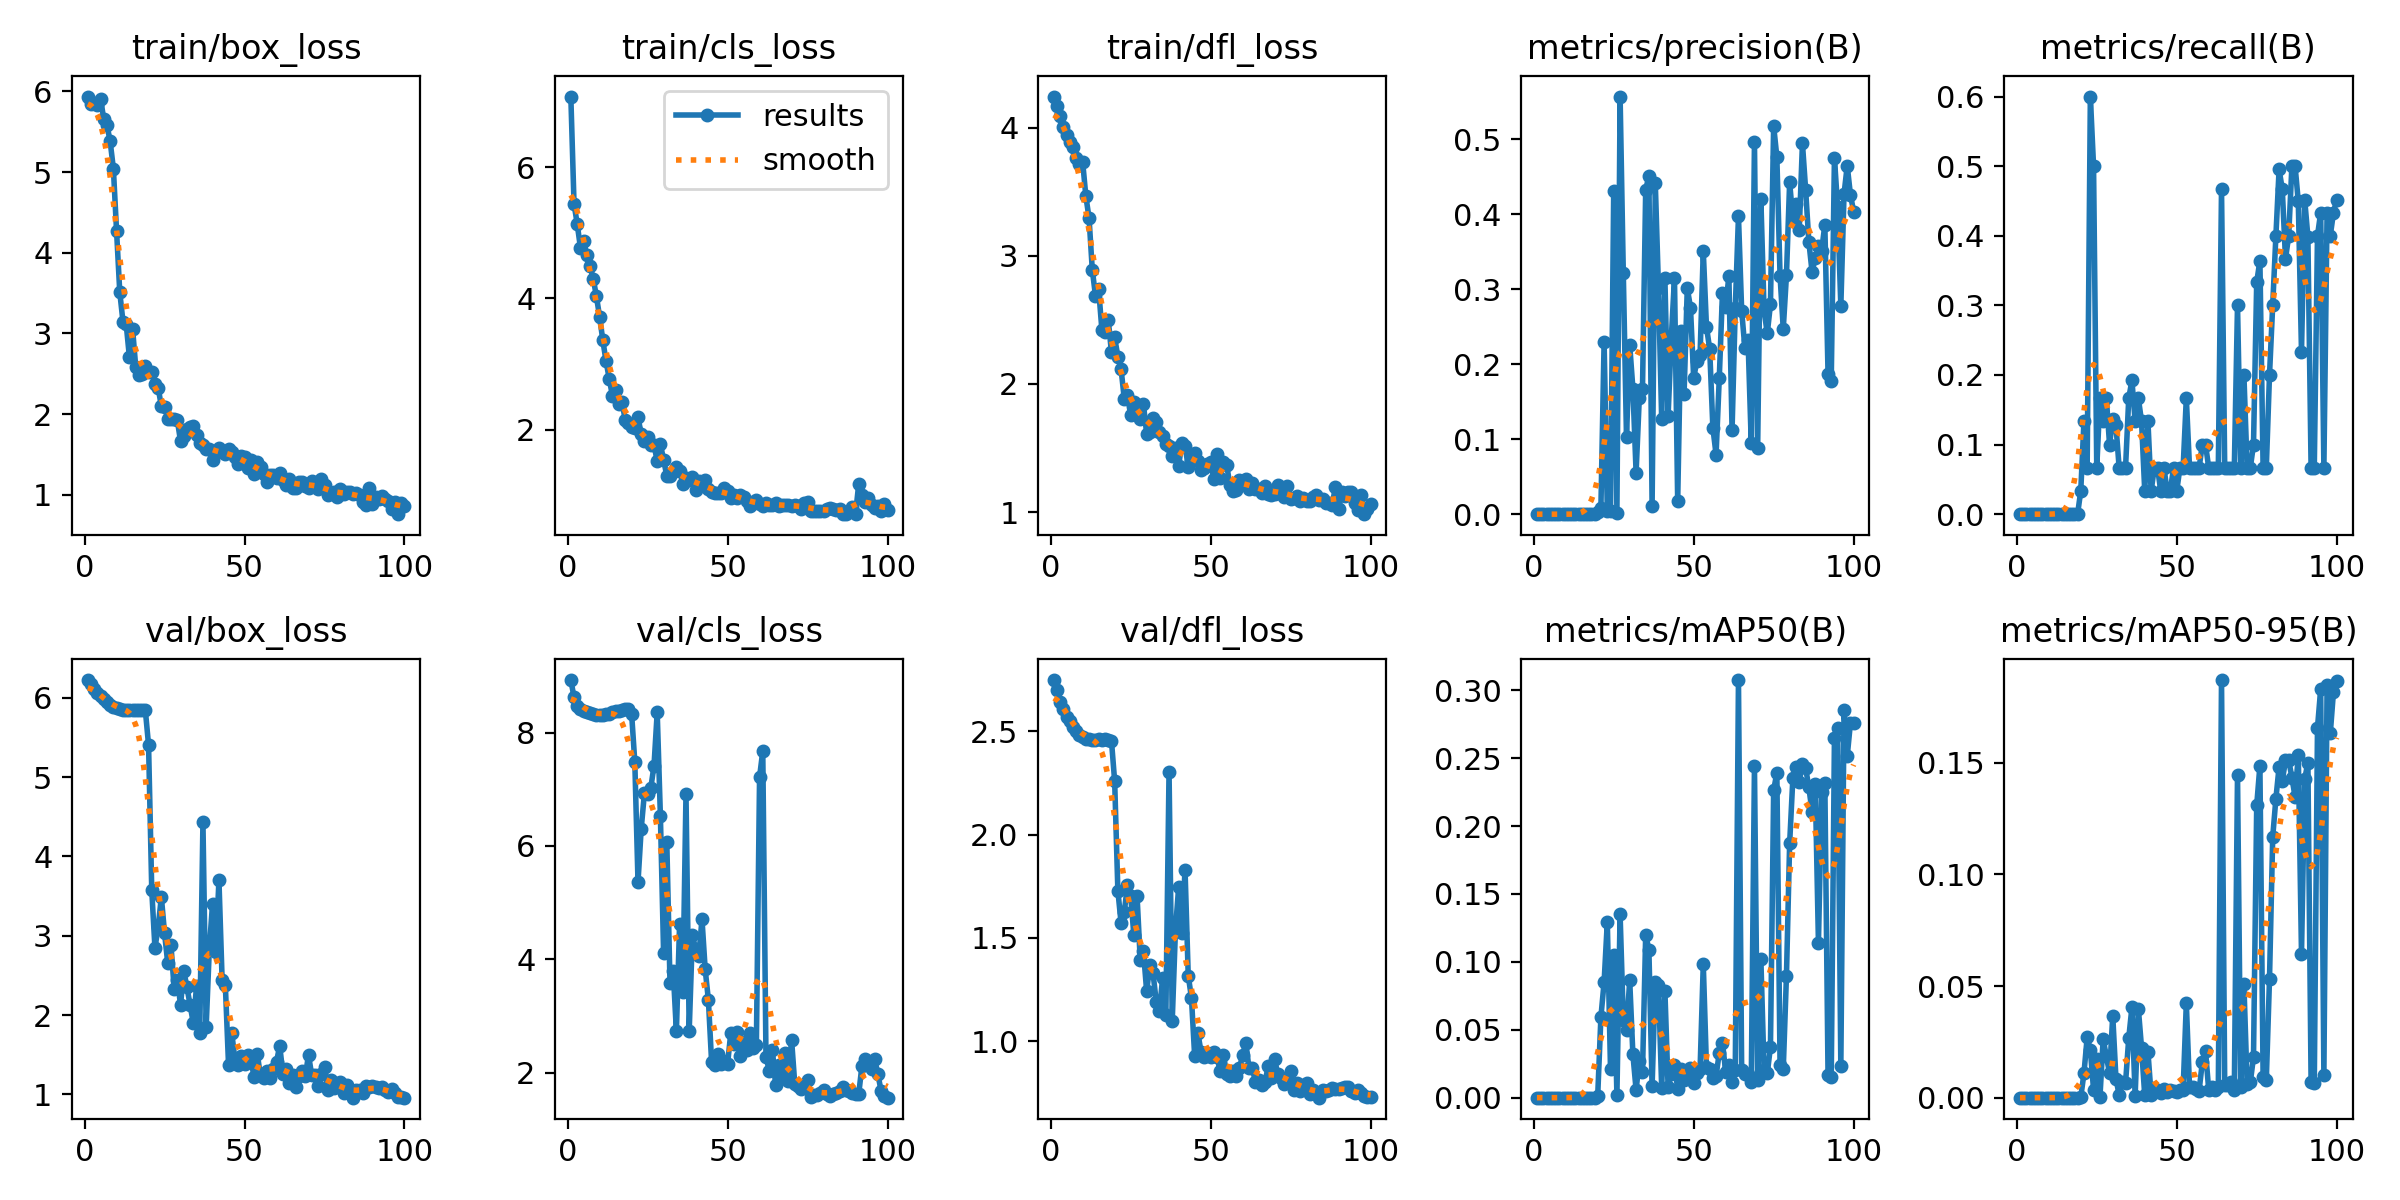 train/box_loss
6
5
4
3
2
1
0 50 100
train/cls_loss
results
smooth
6
4
2
0 50 100
train/dfl_loss
4
3
2
1
0 50 100
metrics/precision(B)
0.5
0.4
0.3
0.2
0.1
0.0
0 50 100
metrics/recall(B)
0.6
0.5
0.4
0.3
0.2
0.1
0.0
0 50 100
val/box_loss
6
5
4
3
2
1
0 50 100
val/cls_loss
8
6
4
2
0 50 100
val/dfl_loss
2.5
2.0
1.5
1.0
0 50 100
metrics/mAP50(B)
0.30
0.25
0.20
0.15
0.10
0.05
0.00
0 50 100
metrics/mAP50-95(B)
0.15
0.10
0.05
0.00
0 50 100